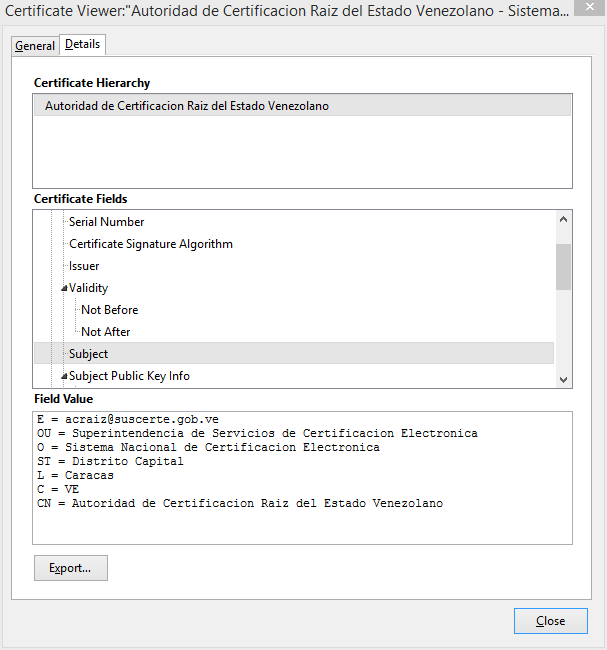 Certificate Viewer:"Autoridad de Certificacion Raiz del Estado Venezolano - Sistema...
General
Details
Certificate Hierarchy
Autoridad de Certificacion Raiz del Estado Venezolano
Certificate Fields
Serial Number
Certificate Signature Algorithm
Issuer
Validity
Not Before
Not After
Subject
Subject Public Key Info
Field Value
E = acraiz@suscerte.gob.ve
OU = Superintendencia de Servicios de Certificacion Electronica
O = Sistema Nacional de Certificacion Electronica
ST = Distrito Capital
L = Caracas
C = VE
CN = Autoridad de Certificacion Raiz del Estado Venezolano
Export...
Close